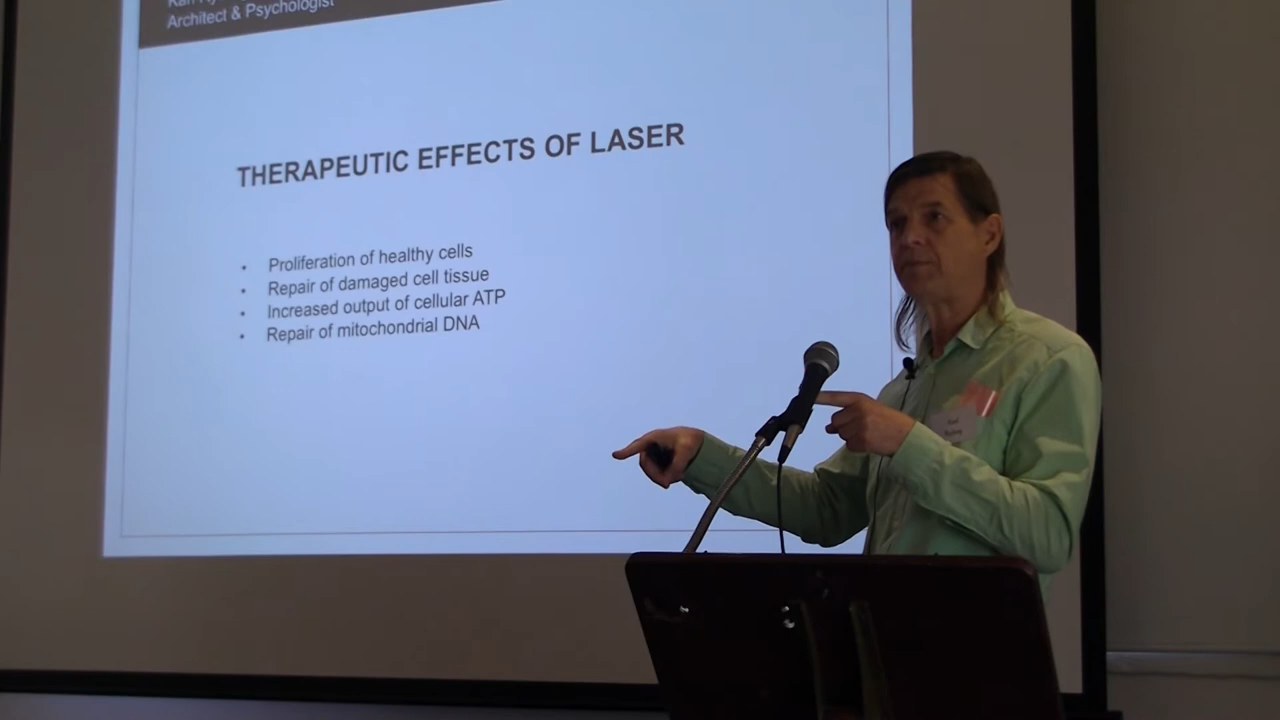 Architect & Psychologist
THERAPEUTIC EFFECTS OF LASER
• Proliferation of healthy cells
• Repair of damaged cell tissue
• Increased output of cellular ATP
• Repair of mitochondrial DNA